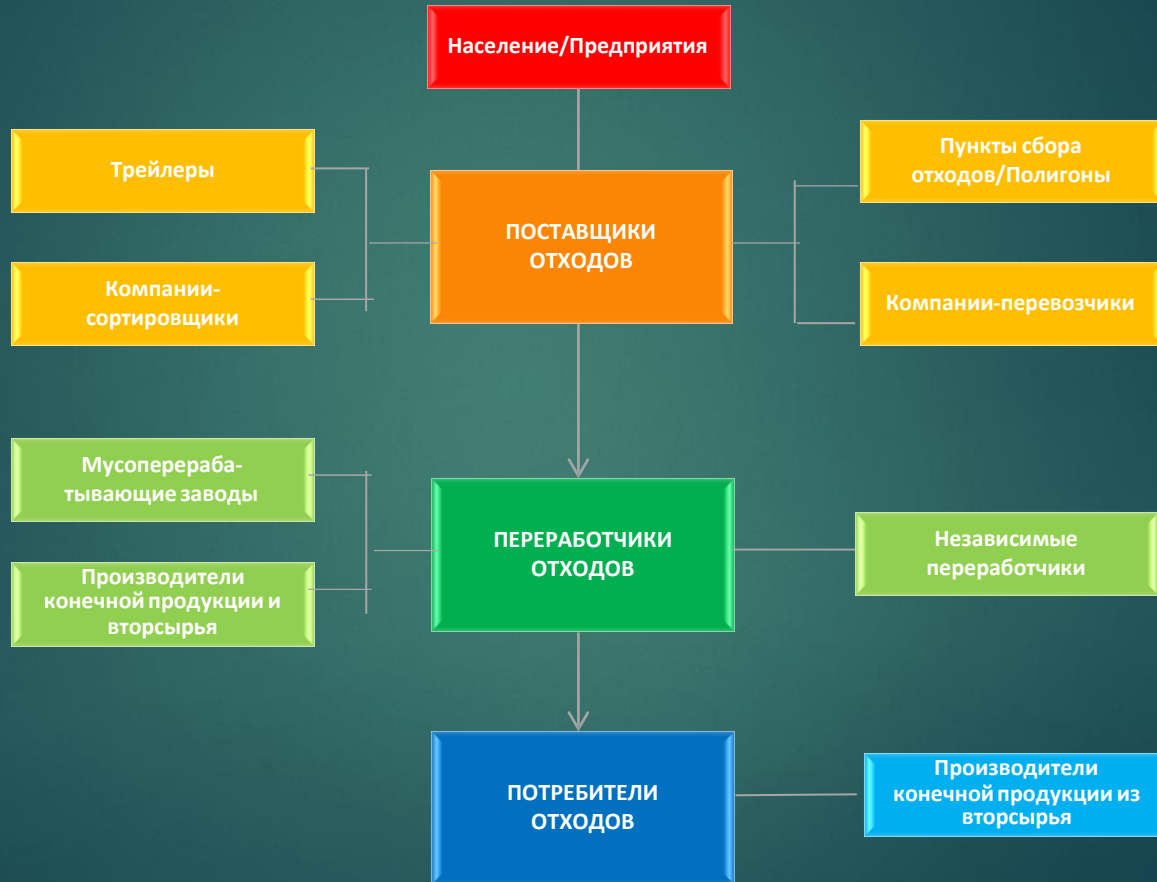 Население/Предприятия
Трейлеры
Пункты сбора
отходов/Полигоны
ПОСТАВЩИКИ
ОТХОДОВ
Компании-
сортировщики
Компании-перевозчики
Мусоперераба-
тывающие заводы
ПЕРЕРАБОТЧИКИ
ОТХОДОВ
Независимые
переработчики
Производители
конечной продукции и
вторсырья
ПОТРЕБИТЕЛИ
ОТХОДОВ
Производители
конечной продукции из
вторсырья